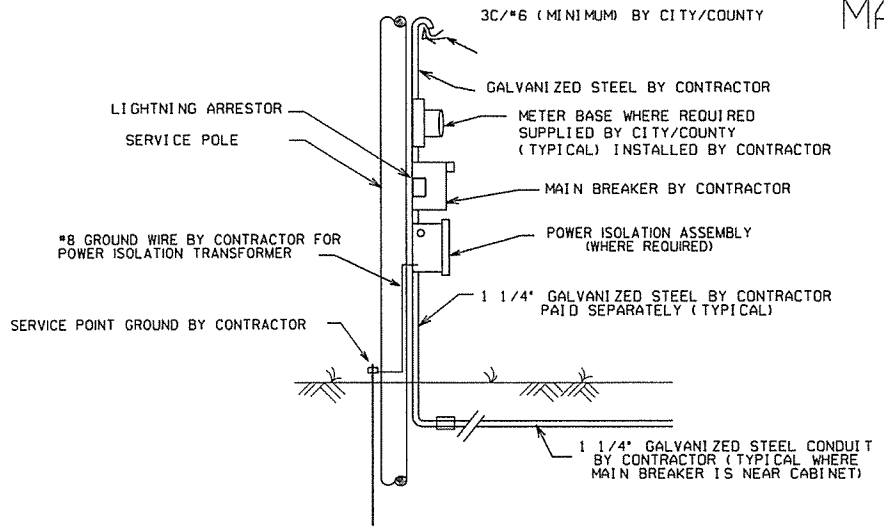 3C/#6 (MINIMUM) BY CITY/COUNTY
MA
GALVANIZED STEEL BY CONTRACTOR
LIGHTNING ARRESTOR
METER BASE WHERE REQUIRED
SUPPLIED BY CITY/COUNTY
(TYPICAL) INSTALLED BY CONTRACTOR
SERVICE POLE
MAIN BREAKER BY CONTRACTOR
#8 GROUND WIRE BY CONTRACTOR FOR
POWER ISOLATION TRANSFORMER
POWER ISOLATION ASSEMBLY
(WHERE REQUIRED)
1 1/4" GALVANIZED STEEL BY CONTRACTOR
PAID SEPARATELY (TYPICAL)
SERVICE POINT GROUND BY CONTRACTOR
1 1/4" GALVANIZED STEEL CONDUIT
BY CONTRACTOR (TYPICAL WHERE
MAIN BREAKER IS NEAR CABINET)